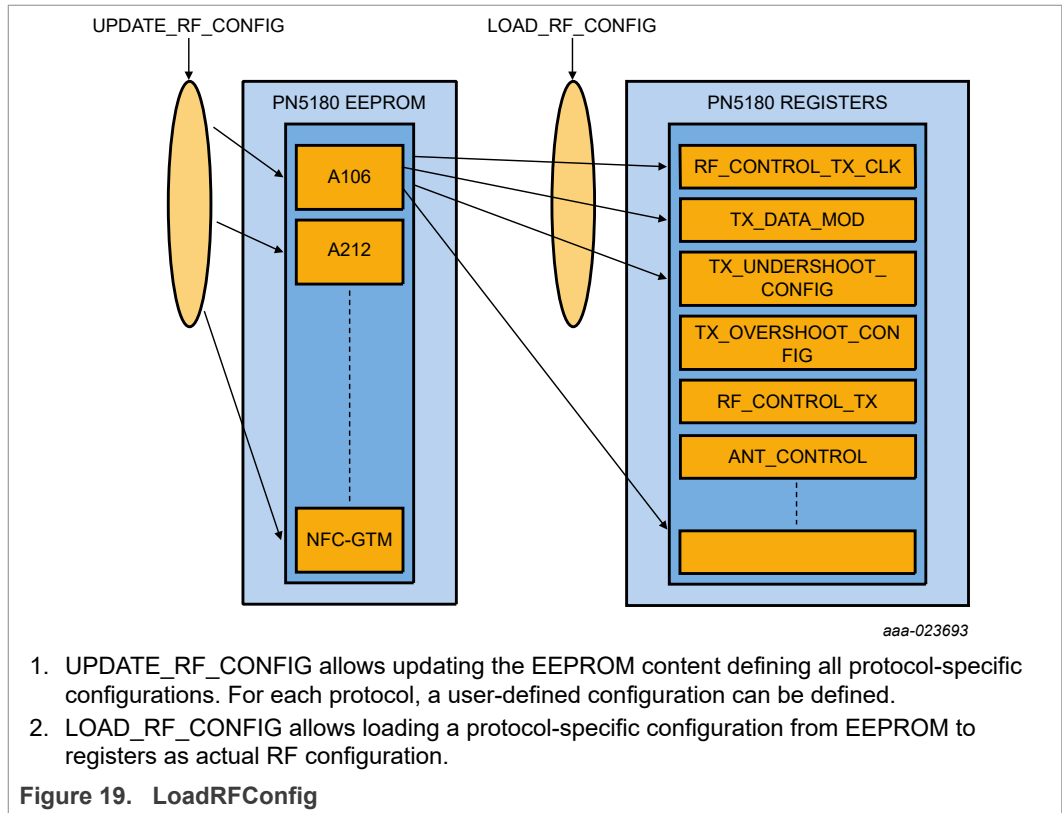 UPDATE_RF_CONFIG
LOAD_RF_CONFIG
PN5180 EEPROM
A106
A212
NFC-GTM
PN5180 REGISTERS
RF_CONTROL_TX_CLK
TX_DATA_MOD
TX_UNDERSHOOT_
CONFIG
TX_OVERSHOOT_CON
FIG
RF_CONTROL_TX
ANT_CONTROL
aaa-023693
1. UPDATE_RF_CONFIG allows updating the EEPROM content defining all protocol-specific
configurations. For each protocol, a user-defined configuration can be defined.
2. LOAD_RF_CONFIG allows loading a protocol-specific configuration from EEPROM to
registers as actual RF configuration.
Figure 19. LoadRFConfig